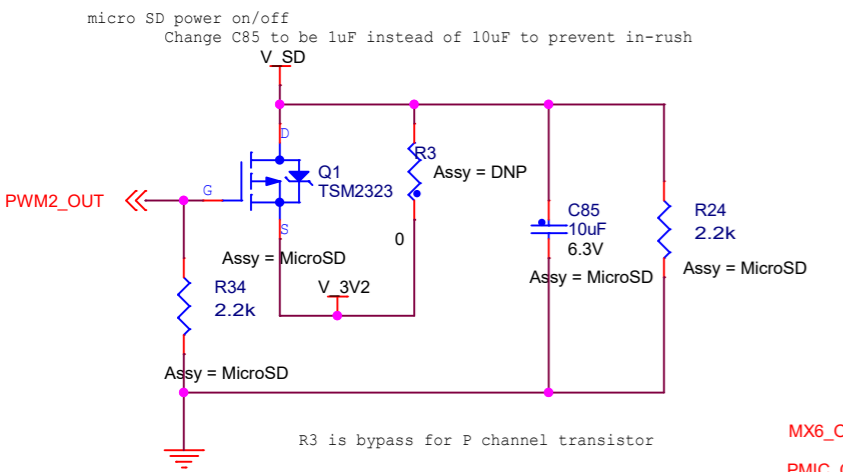 micro SD power on/off
Change C85 to be 1uF instead of 10uF to prevent in-rush
V_SD
D
R3
Q1
TSM2323
Assy = DNP
G
PWM2_OUT
S
C85
10uF
6.3V
R24
2.2k
0
Assy = MicroSD
Assy = MicroSD
Assy = MicroSD
R34
2.2k
V_3V2
Assy = MicroSD
R3 is bypass for P channel transistor
MX6_
PMIC_